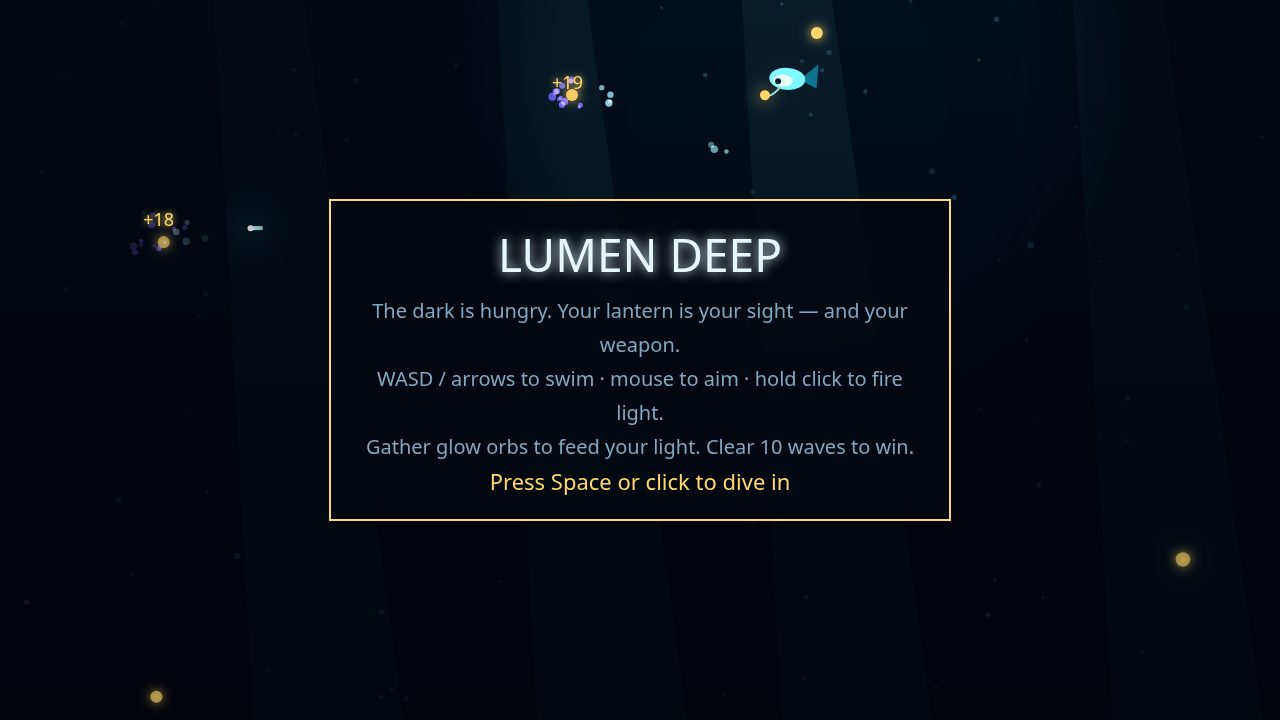 +19
+18
LUMEN DEEP
The dark is hungry. Your lantern is your sight — and your
weapon.
WASD / arrows to swim · mouse to aim · hold click to fire
light.
Gather glow orbs to feed your light. Clear 10 waves to win.
Press Space or click to dive in